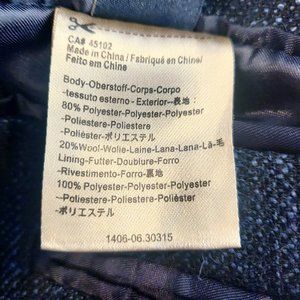 CA# 45102
Made in China / Fabriqué en Chine/
Feito em Chine
Body-Oberstoff-Corps-Corpo
-tessuto esterno-Exterior--表地:
80% Polyester-Polyester-Polyester
-Poliestere-Poliestere
-Poliéster-ポリエステル
20%Wool-Wolle-Laine-Lana-Lana-Lã-毛
Lining-Futter-Doublure-Forro
-Rivestimento-Forro-裏地:
100% Polyester-Polyester-Polyester
-Poliestere-Poliestere-Poliéster
-ポリエステル
1406-06.30315